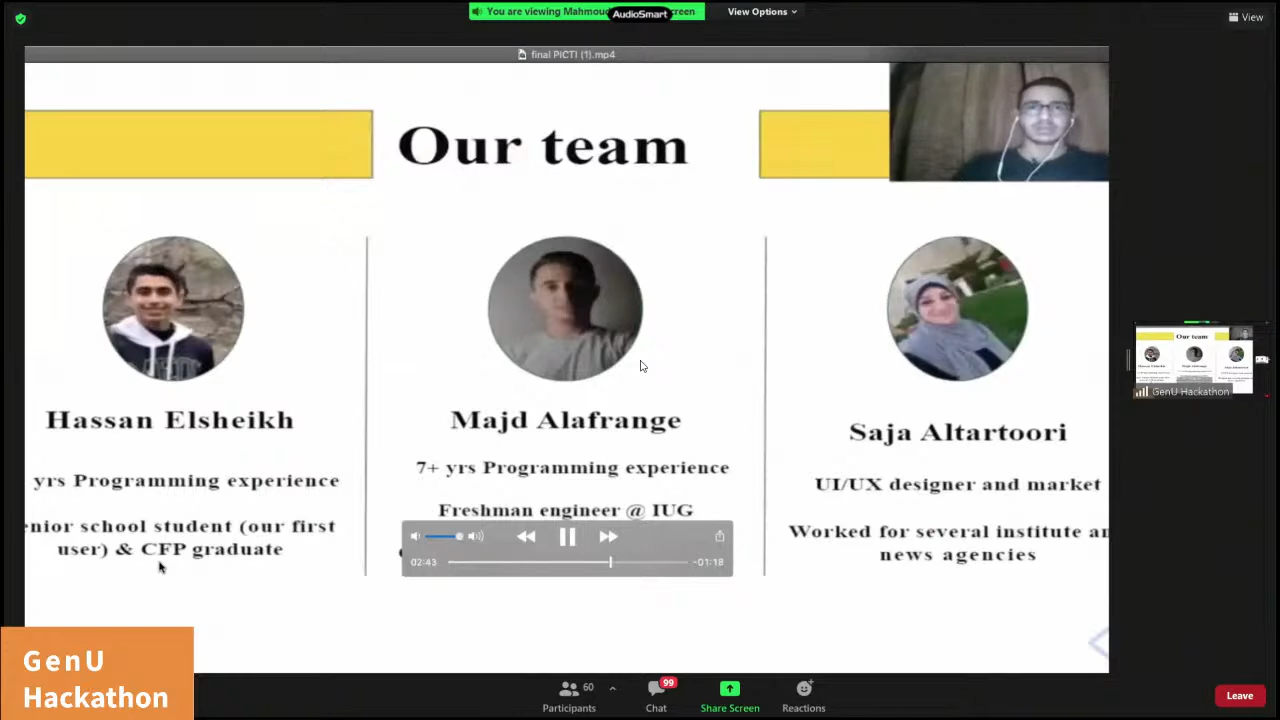 You are viewing Mahmoud
AudioSmart
screen
View Options
View
final PICTI (1).mp4
Our team
Hassan Elsheikh
yrs Programming experience
enior school student (our first
user) & CFP graduate
Majd Alafrange
7+ yrs Programming experience
Freshman engineer @ IUG
02:43
-01:18
Saja Altartoori
UI/UX designer and market
Worked for several institute an
news agencies
Our team
GenU Hackathon
GenU
Hackathon
60
Participants
99
Chat
Share Screen
Reactions
Leave